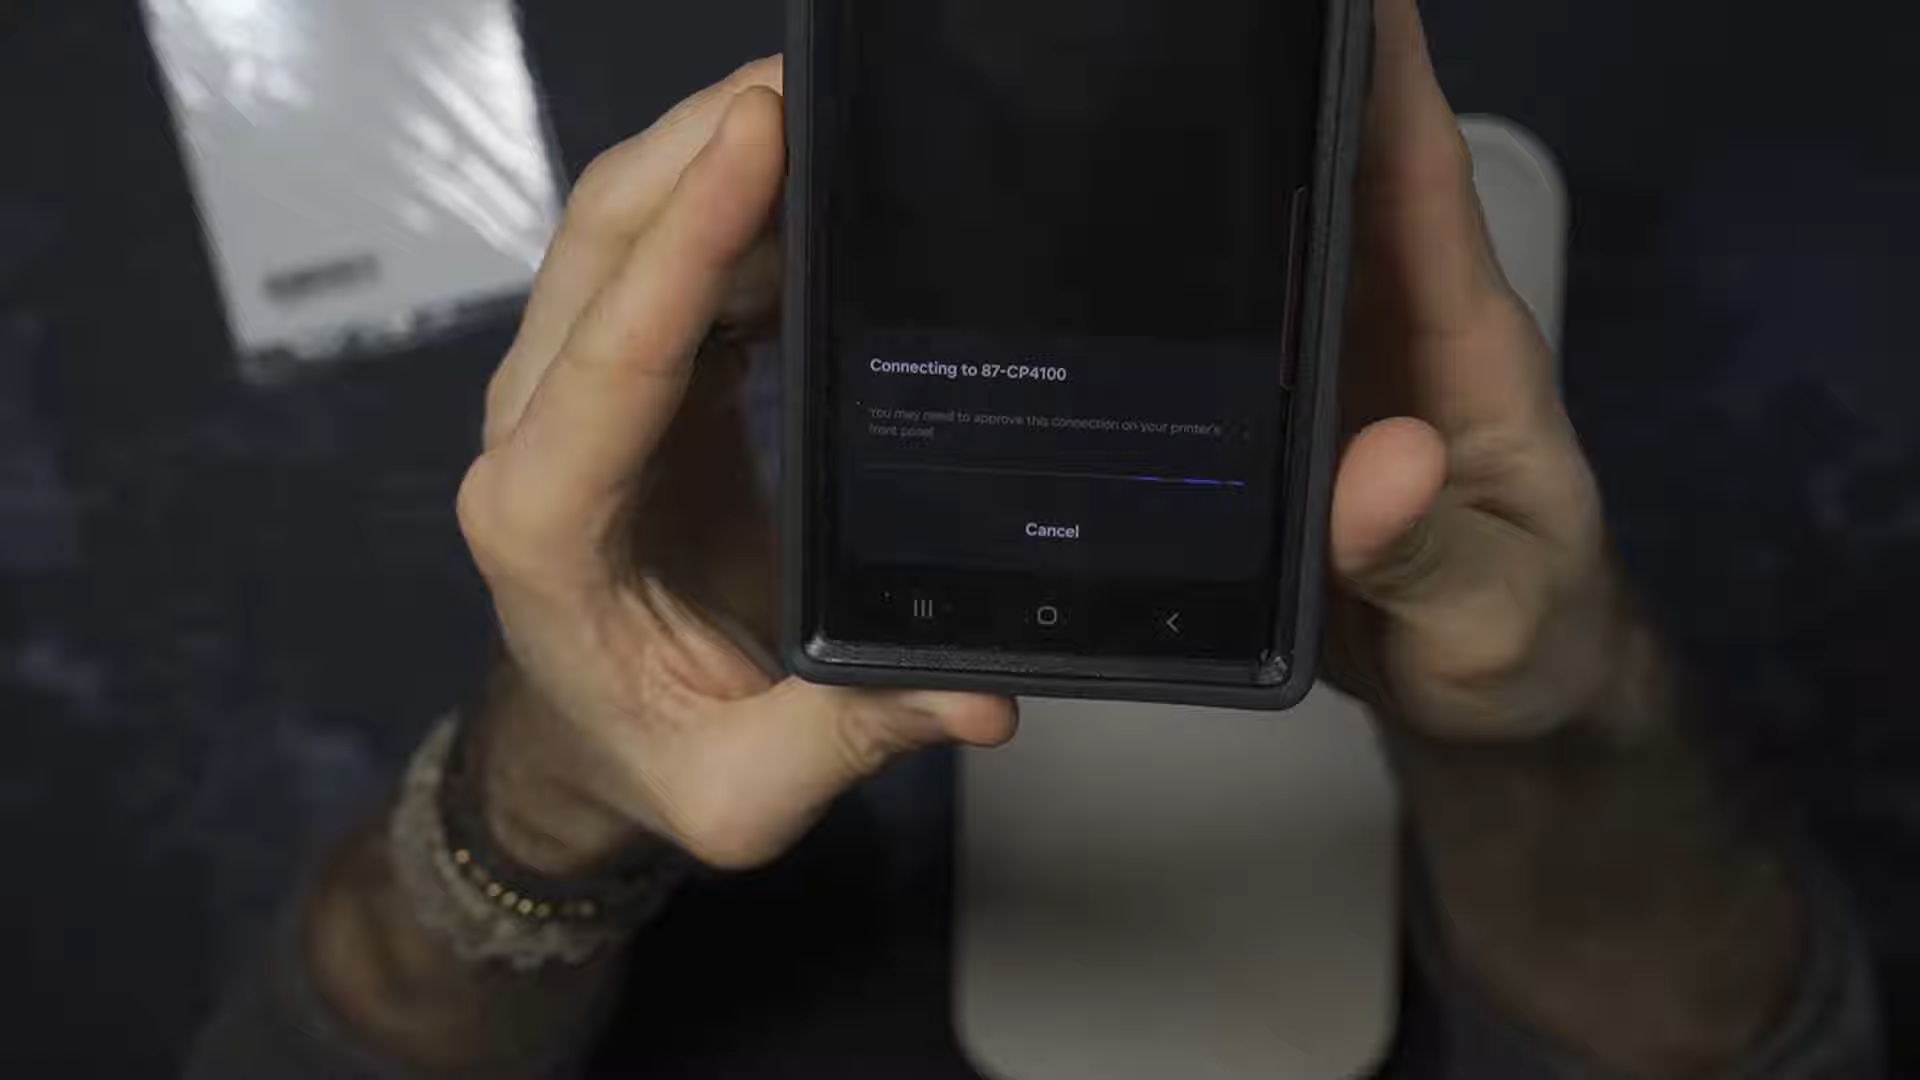 Connecting to 87-CP4100
You may need to approve this connection on your printer's
front panel
Cancel